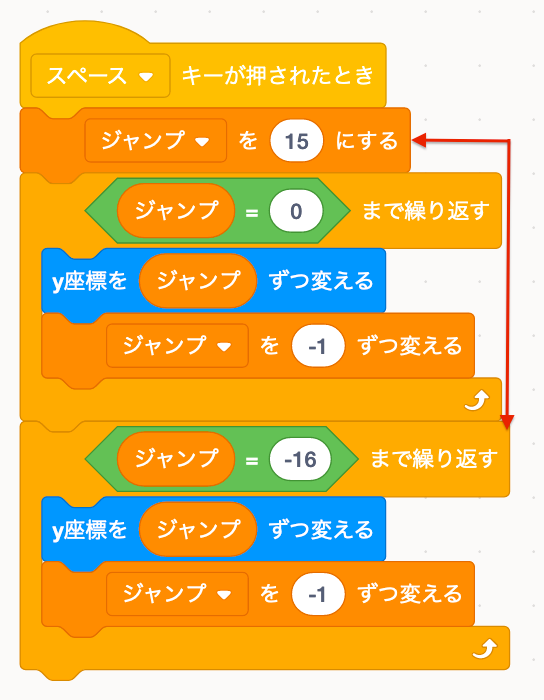 スペース キーが押されたとき
ジャンプ を 15 にする
ジャンプ = 0 まで繰り返す
y座標を ジャンプ ずつ変える
ジャンプ を -1 ずつ変える
ジャンプ = -16 まで繰り返す
y座標を ジャンプ ずつ変える
ジャンプ を -1 ずつ変える